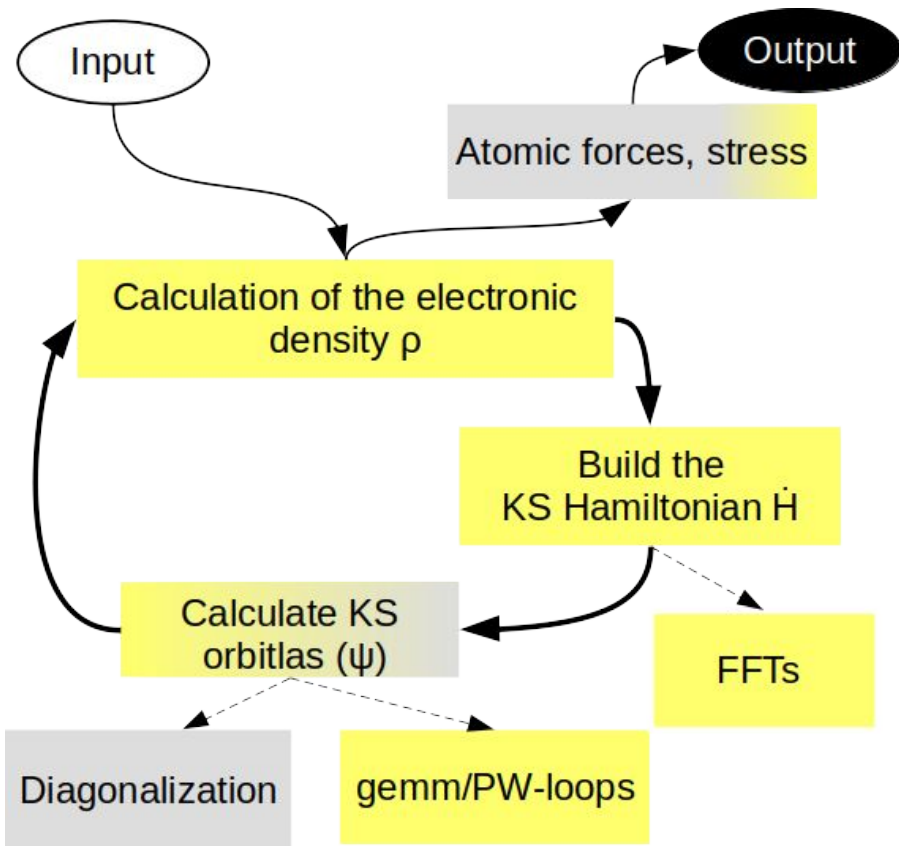 Input
Output
Atomic forces, stress
Calculation of the electronic
density ρ
Build the
KS Hamiltonian Ḣ
Calculate KS
orbitlas (ψ)
FFTs
Diagonalization
gemm/PW-loops